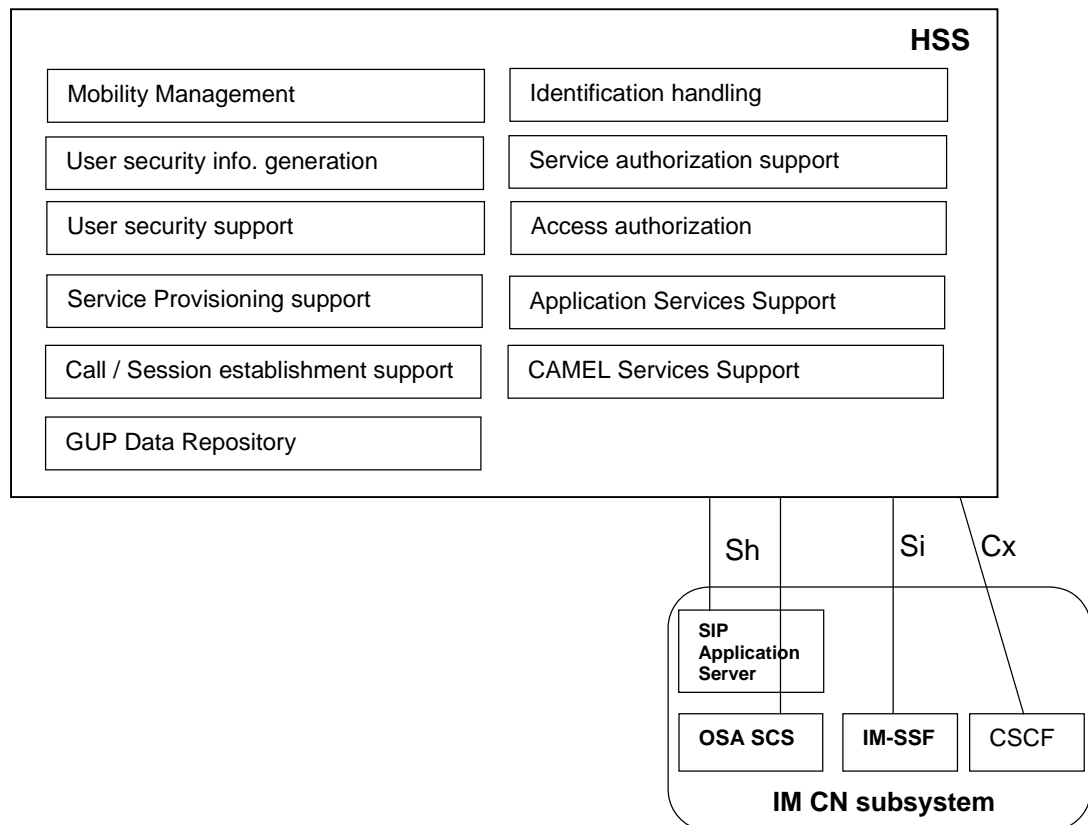 HSS
Mobility Management
Identification handling
User security info. generation
Service authorization support
User security support
Access authorization
Service Provisioning support
Application Services Support
Call / Session establishment support
CAMEL Services Support
GUP Data Repository
Sh
Si
Cx
SIP
Application
Server
OSA SCS
IM-SSF
CSCF
IM CN subsystem